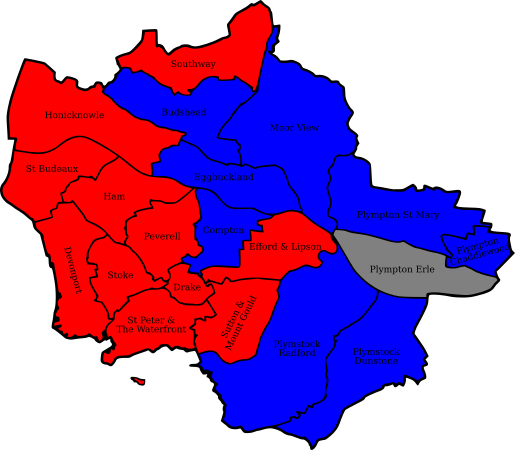 Southway
Budshead
Honicknowle
Moor View
St Budeaux
Eggbuckland
Ham
Plympton St Mary
Compton
Peverell
Efford & Lipson
Plympton
Chaddlewood
Devonport
Stoke
Plympton Erle
Drake
Sutton &
Mount Gould
St Peter &
The Waterfront
Plymstock
Radford
Plymstock
Dunstone